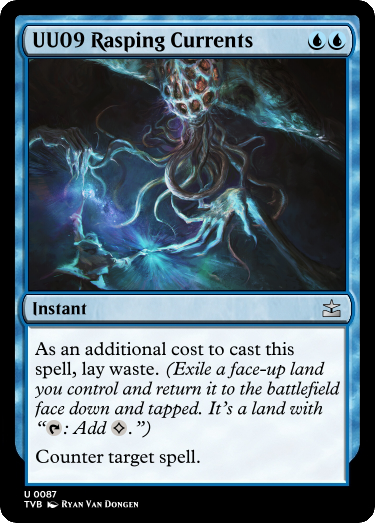 UU09 Rasping Currents
Instant
As an additional cost to cast this
spell, lay waste. (Exile a face-up land
you control and return it to the battlefield
face down and tapped. It's a land with
“: Add .”)
Counter target spell.
U 0087
TVB Ryan Van Dongen